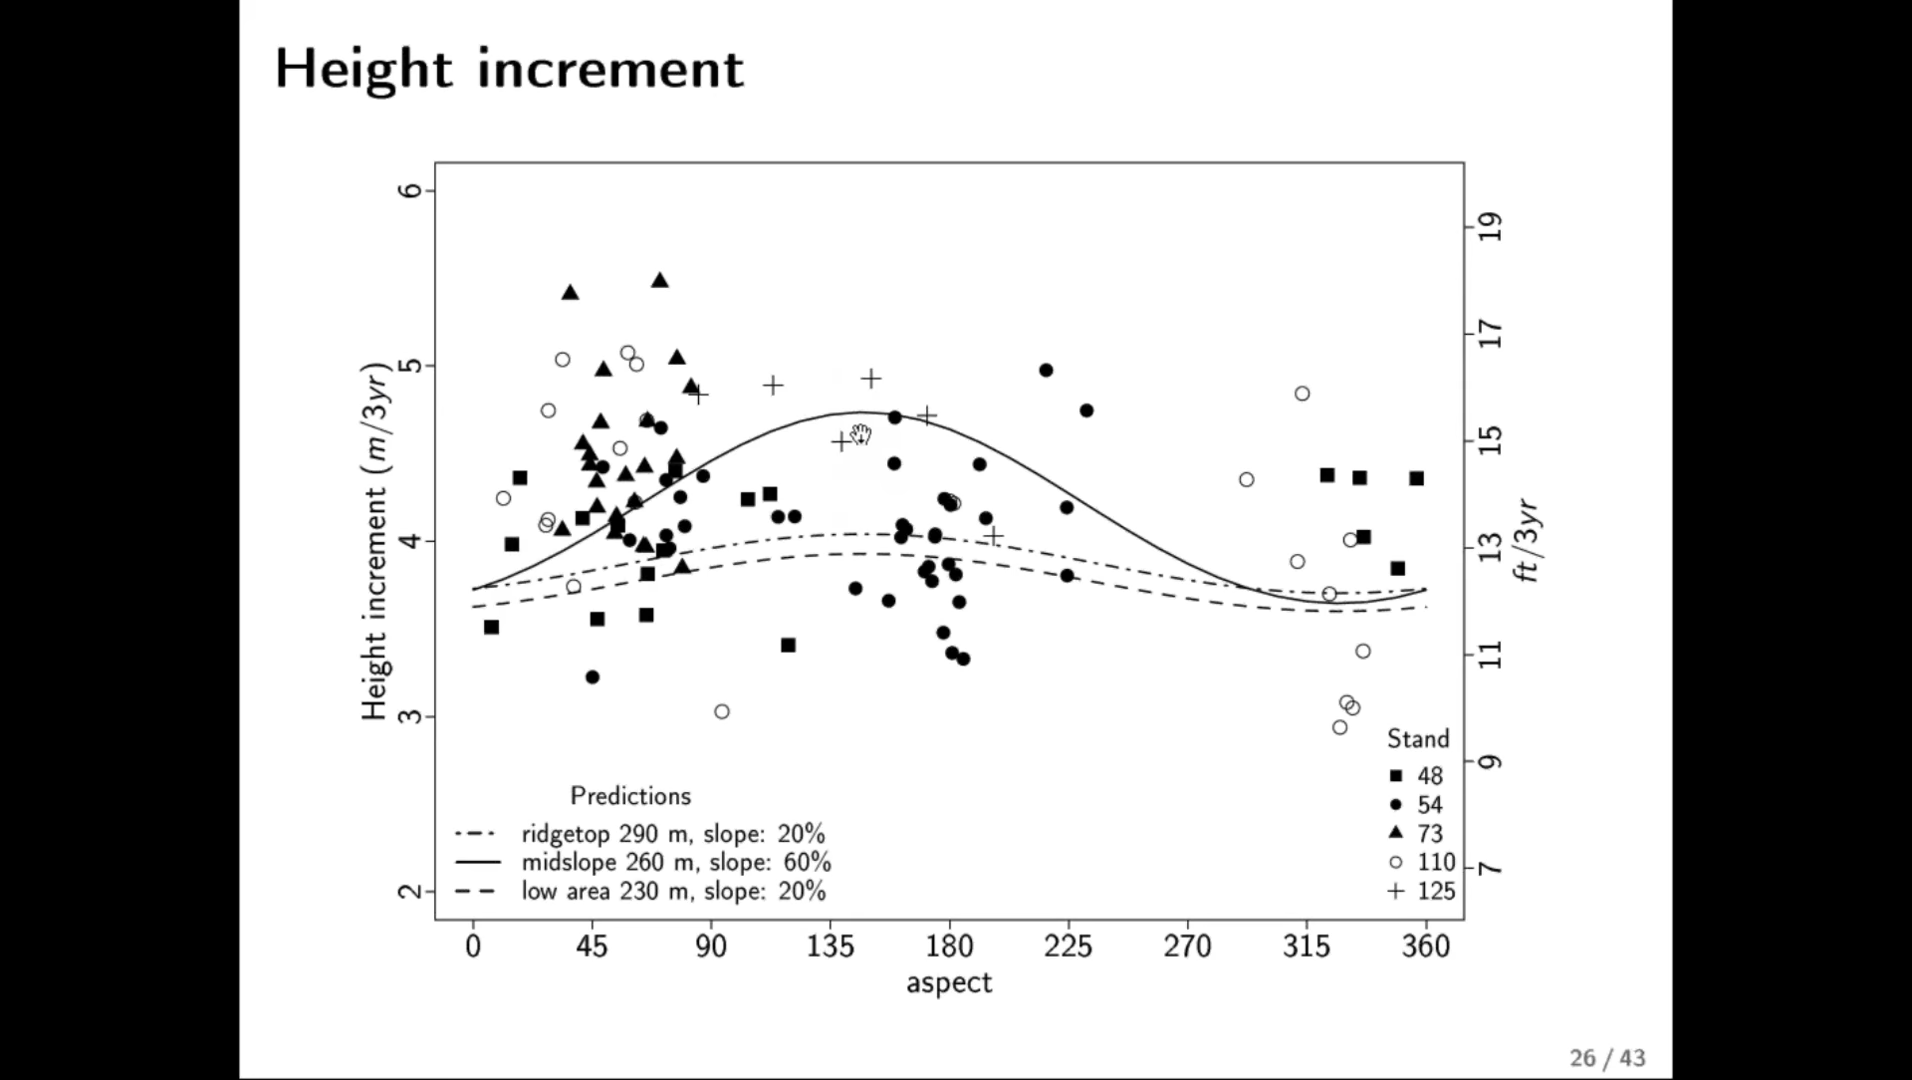 Height increment
6
5
4
3
2
Height increment (m/3yr)
19
17
15
13
11
9
7
ft/3yr
Predictions
ridgetop 290 m, slope: 20%
midslope 260 m, slope: 60%
low area 230 m, slope: 20%
Stand
48
54
73
110
125
0 45 90 135 180 225 270 315 360
aspect
26 / 43